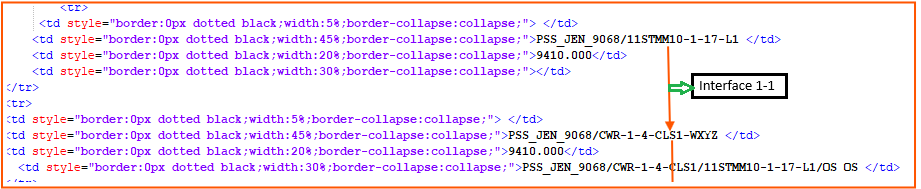 <tr>
<td style="border:0px dotted black;width:5%;border-collapse:collapse;"> </td>
<td style="border:0px dotted black;width:45%;border-collapse:collapse;">PSS_JEN_9068/11STMM10-1-17-L1 </td>
<td style="border:0px dotted black;width:20%;border-collapse:collapse;">9410.000</td>
<td style="border:0px dotted black;width:30%;border-collapse:collapse;"></td>
</tr>
Interface 1-1
<tr>
<td style="border:0px dotted black;width:5%;border-collapse:collapse;"> </td>
<td style="border:0px dotted black;width:45%;border-collapse:collapse;">PSS_JEN_9068/CWR-1-4-CLS1-WXYZ </td>
<td style="border:0px dotted black;width:20%;border-collapse:collapse;">9410.000</td>
<td style="border:0px dotted black;width:30%;border-collapse:collapse;">PSS_JEN_9068/CWR-1-4-CLS1/11STMM10-1-17-L1/OS OS </td>